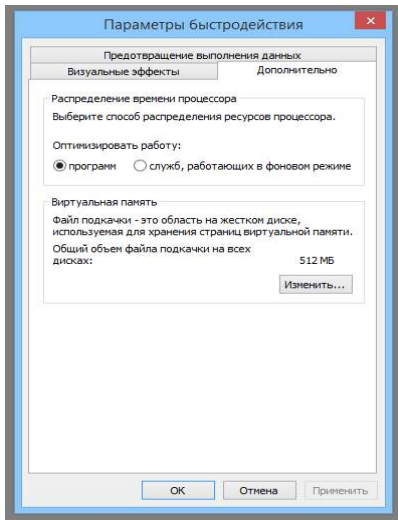 Параметры быстродействия
Предотвращение выполнения данных
Визуальные эффекты
Дополнительно
Распределение времени процессора
Выберите способ распределения ресурсов процессора.
Оптимизировать работу:
программ
служб, работающих в фоновом режиме
Виртуальная память
Файл подкачки - это область на жестком диске,
используемая для хранения страниц виртуальной памяти.
Общий объем файла подкачки на всех
дисках:
512 МБ
Изменить...
ОК
Отмена
Применить